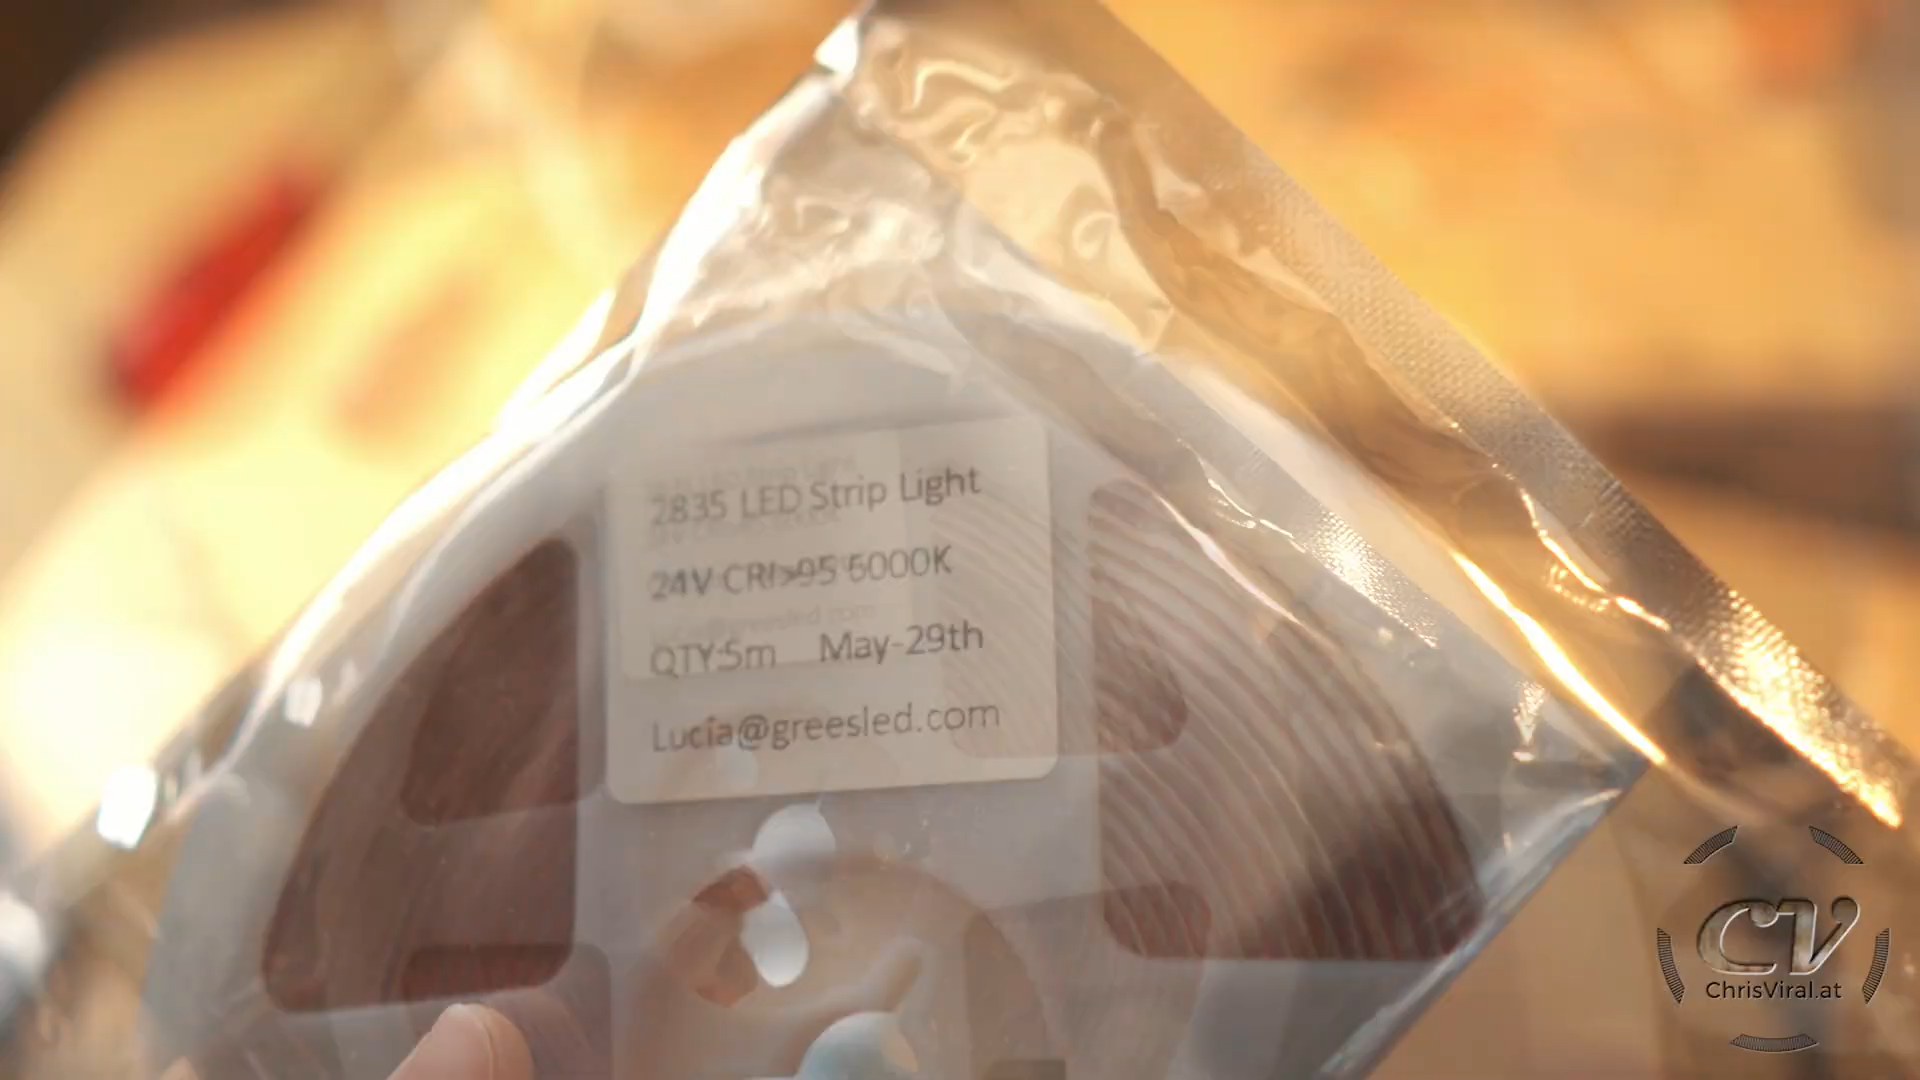 2835 LED Strip Light
24V CRI>95 6000K
QTY:5m May-29th
Lucia@greesled.com
CV
ChrisViral.at